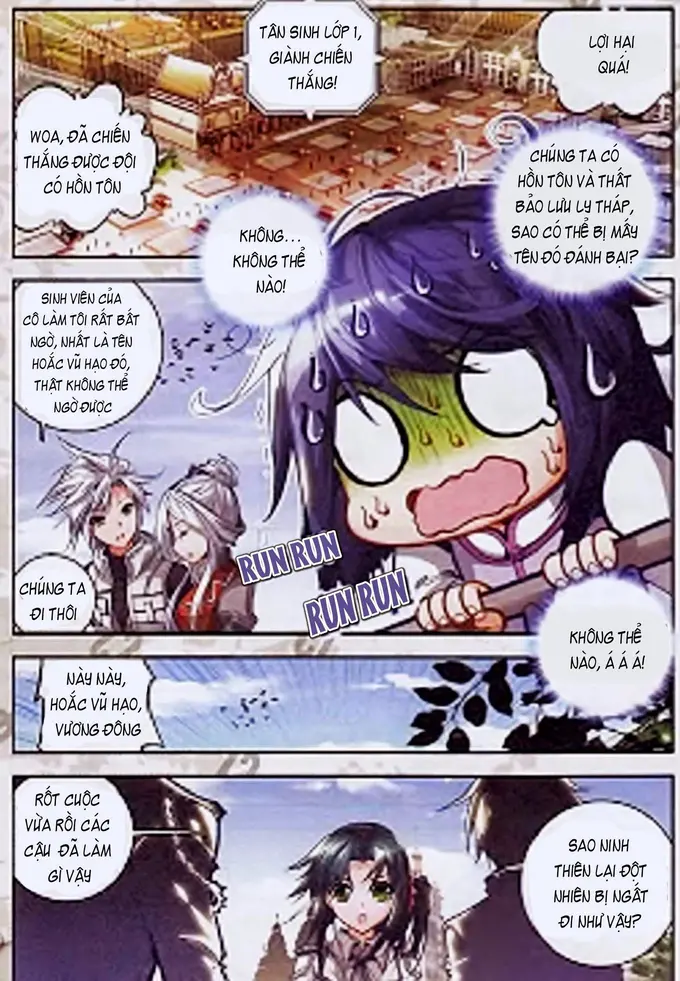 TÂN SINH LỚP 1,
GIÀNH CHIẾN
THẮNG!
LỢI HẠI
QUÁ!
WOA, ĐÃ CHIẾN
THẮNG ĐƯỢC ĐỘI
CÓ HỒN TÔN
CHÚNG TA CÓ
HỒN TÔN VÀ THẤT
BẢO LƯU LY THÁP,
SAO CÓ THỂ BỊ MẤY
TÊN ĐÓ ĐÁNH BẠI?
KHÔNG...
KHÔNG THỂ
NÀO!
SINH VIÊN CỦA
CÔ LÀM TÔI RẤT BẤT
NGỜ, NHẤT LÀ TÊN
HOẮC VŨ HẠO ĐÓ,
THẬT KHÔNG THỂ
NGỜ ĐƯỢC
RUN RUN
RUN RUN
CHÚNG TA
ĐI THÔI
KHÔNG THỂ
NÀO, Á Á Á!
NÀY NÀY,
HOẮC VŨ HẠO,
VƯƠNG ĐÔNG
RỐT CUỘC
VỪA RỒI CÁC
CẬU ĐÃ LÀM
GÌ VẬY
SAO NINH
THIÊN LẠI ĐỘT
NHIÊN BỊ NGẤT
ĐI NHƯ VẬY?